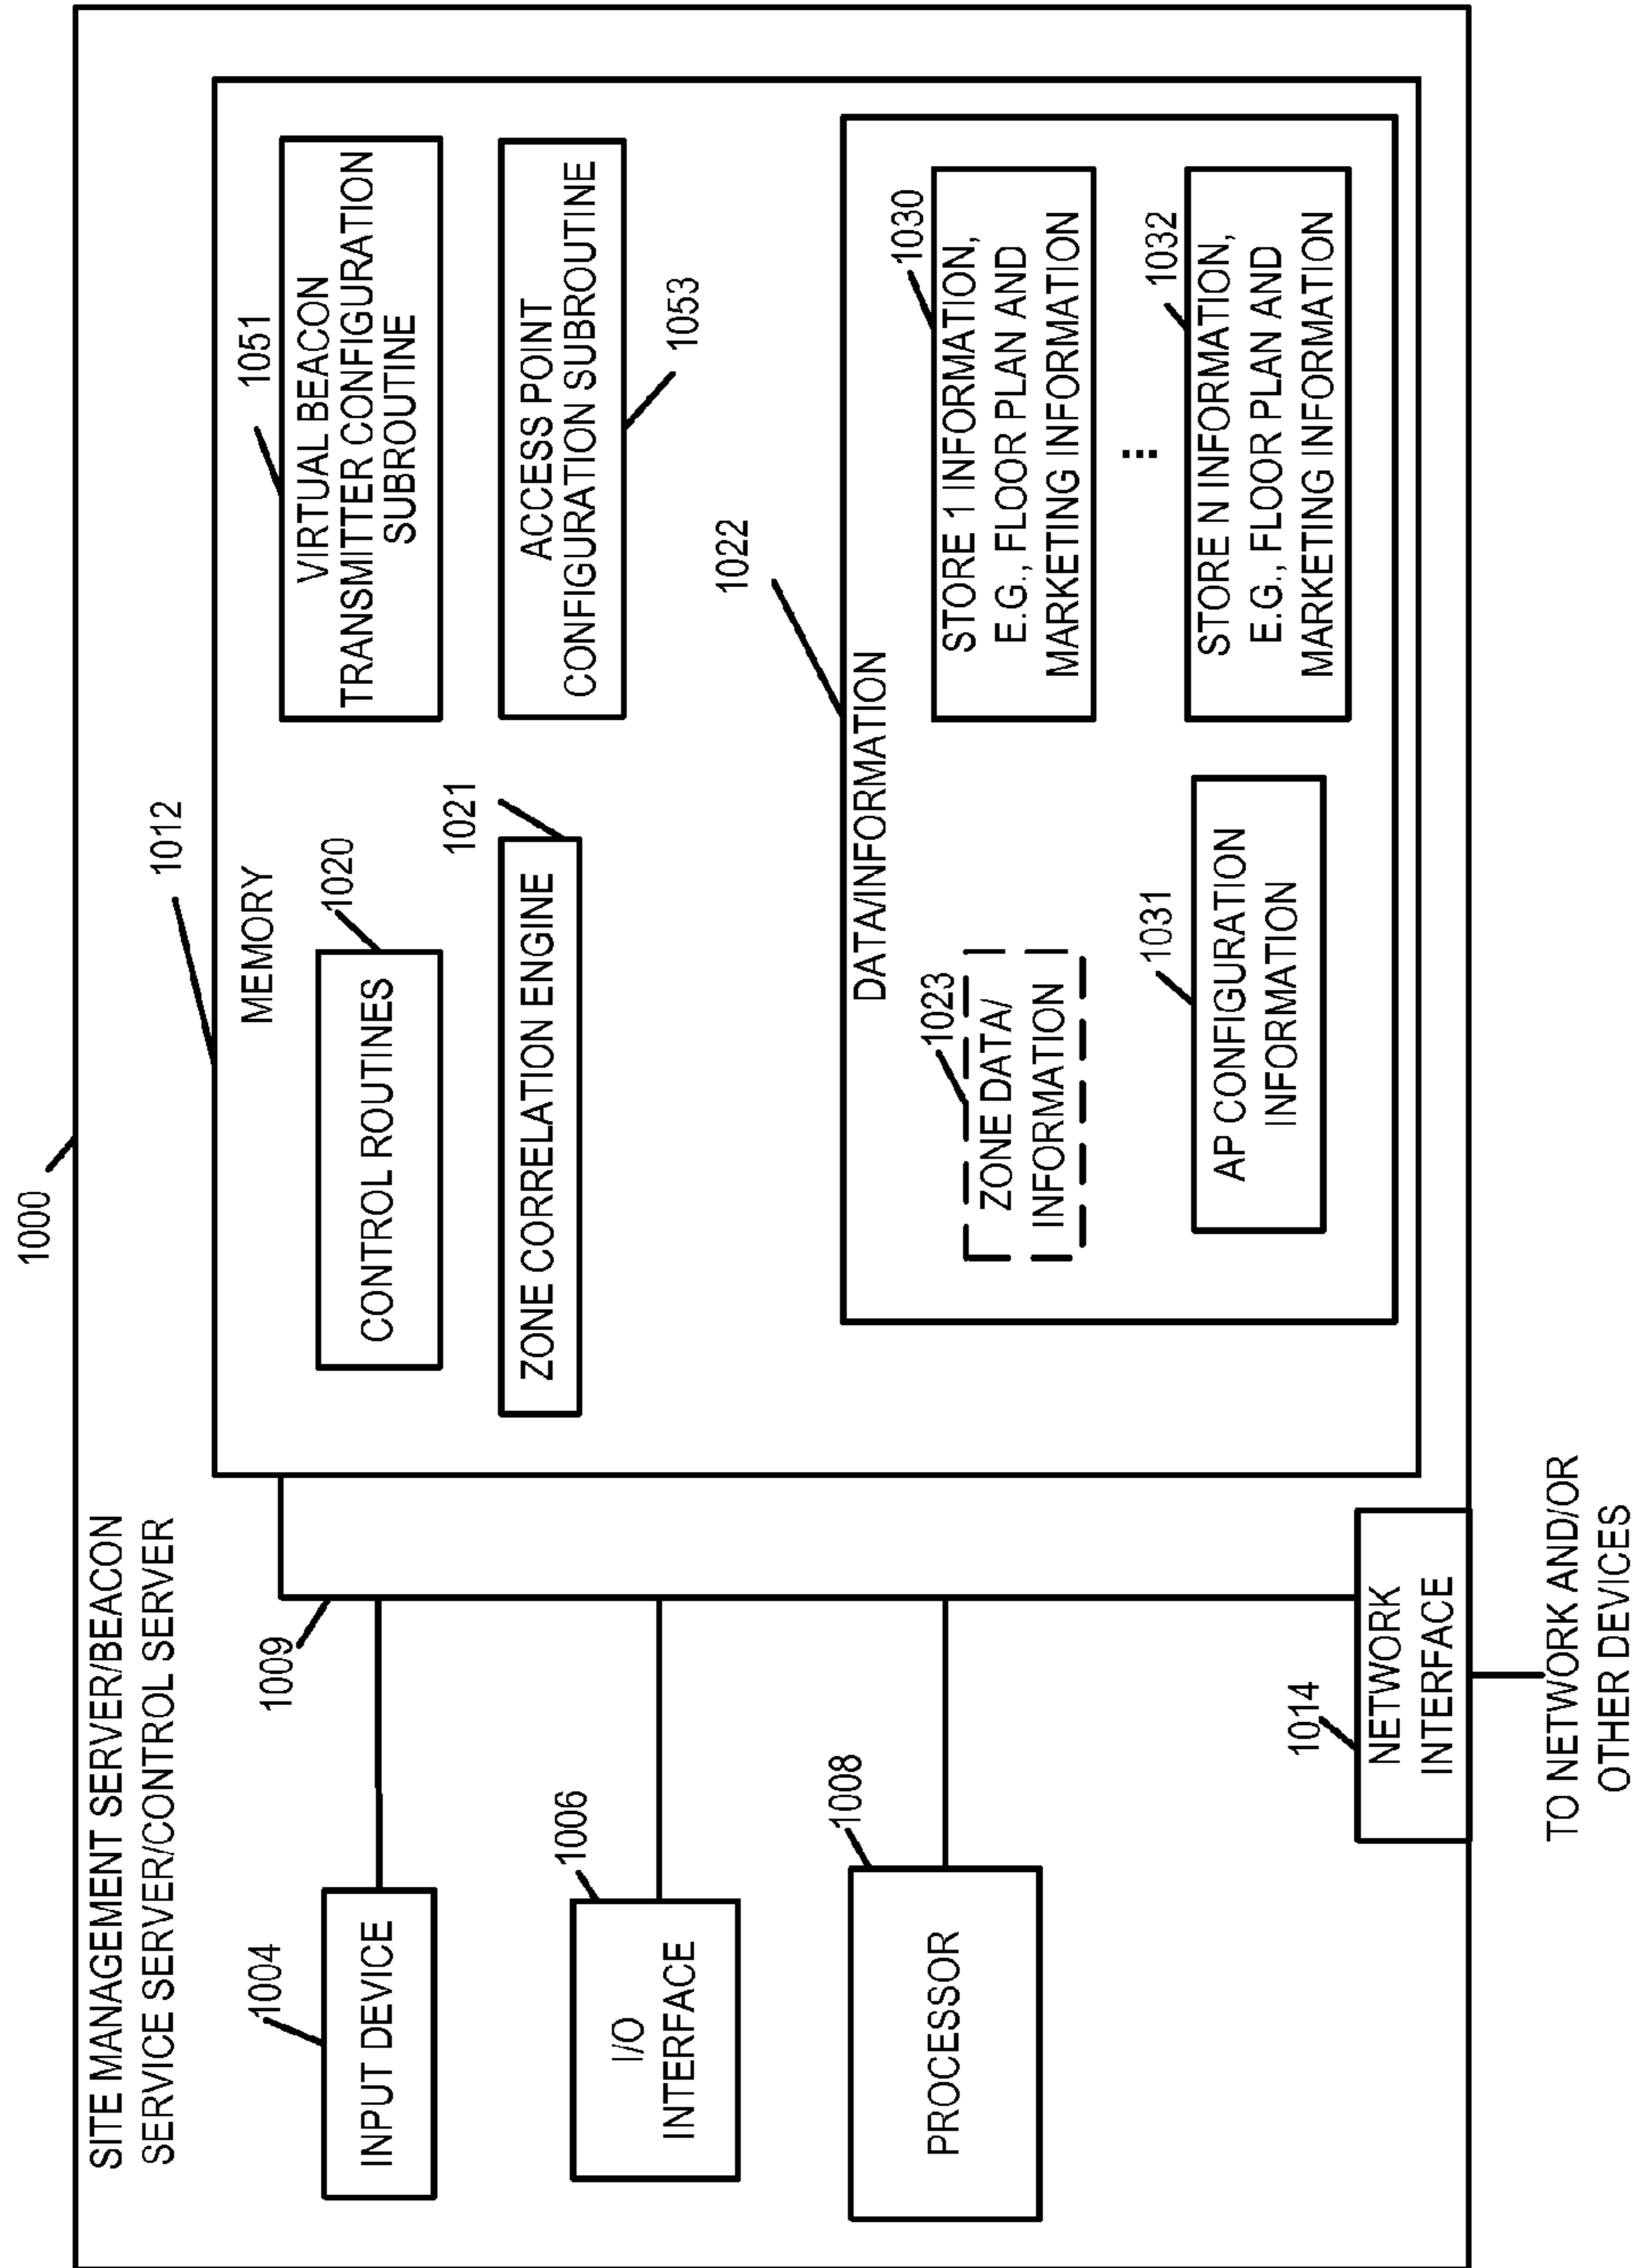 1000
SITE MANAGEMENT SERVER/BEACON
SERVICE SERVER/CONTROL SERVER
1004
INPUT DEVICE
1006
I/O
INTERFACE
1008
PROCESSOR
1009
1014
NETWORK
INTERFACE
TO NETWORK AND/OR
OTHER DEVICES
1012
MEMORY
1020
CONTROL ROUTINES
1021
ZONE CORRELATION ENGINE
1051
VIRTUAL BEACON
TRANSMITTER CONFIGURATION
SUBROUTINE
ACCESS POINT
CONFIGURATION SUBROUTINE
1053
1022
DATA/INFORMATION
1023
ZONE DATA/
INFORMATION
1031
AP CONFIGURATION
INFORMATION
1030
STORE 1 INFORMATION,
E.G., FLOOR PLAN AND
MARKETING INFORMATION
...
1032
STORE N INFORMATION,
E.G., FLOOR PLAN AND
MARKETING INFORMATION